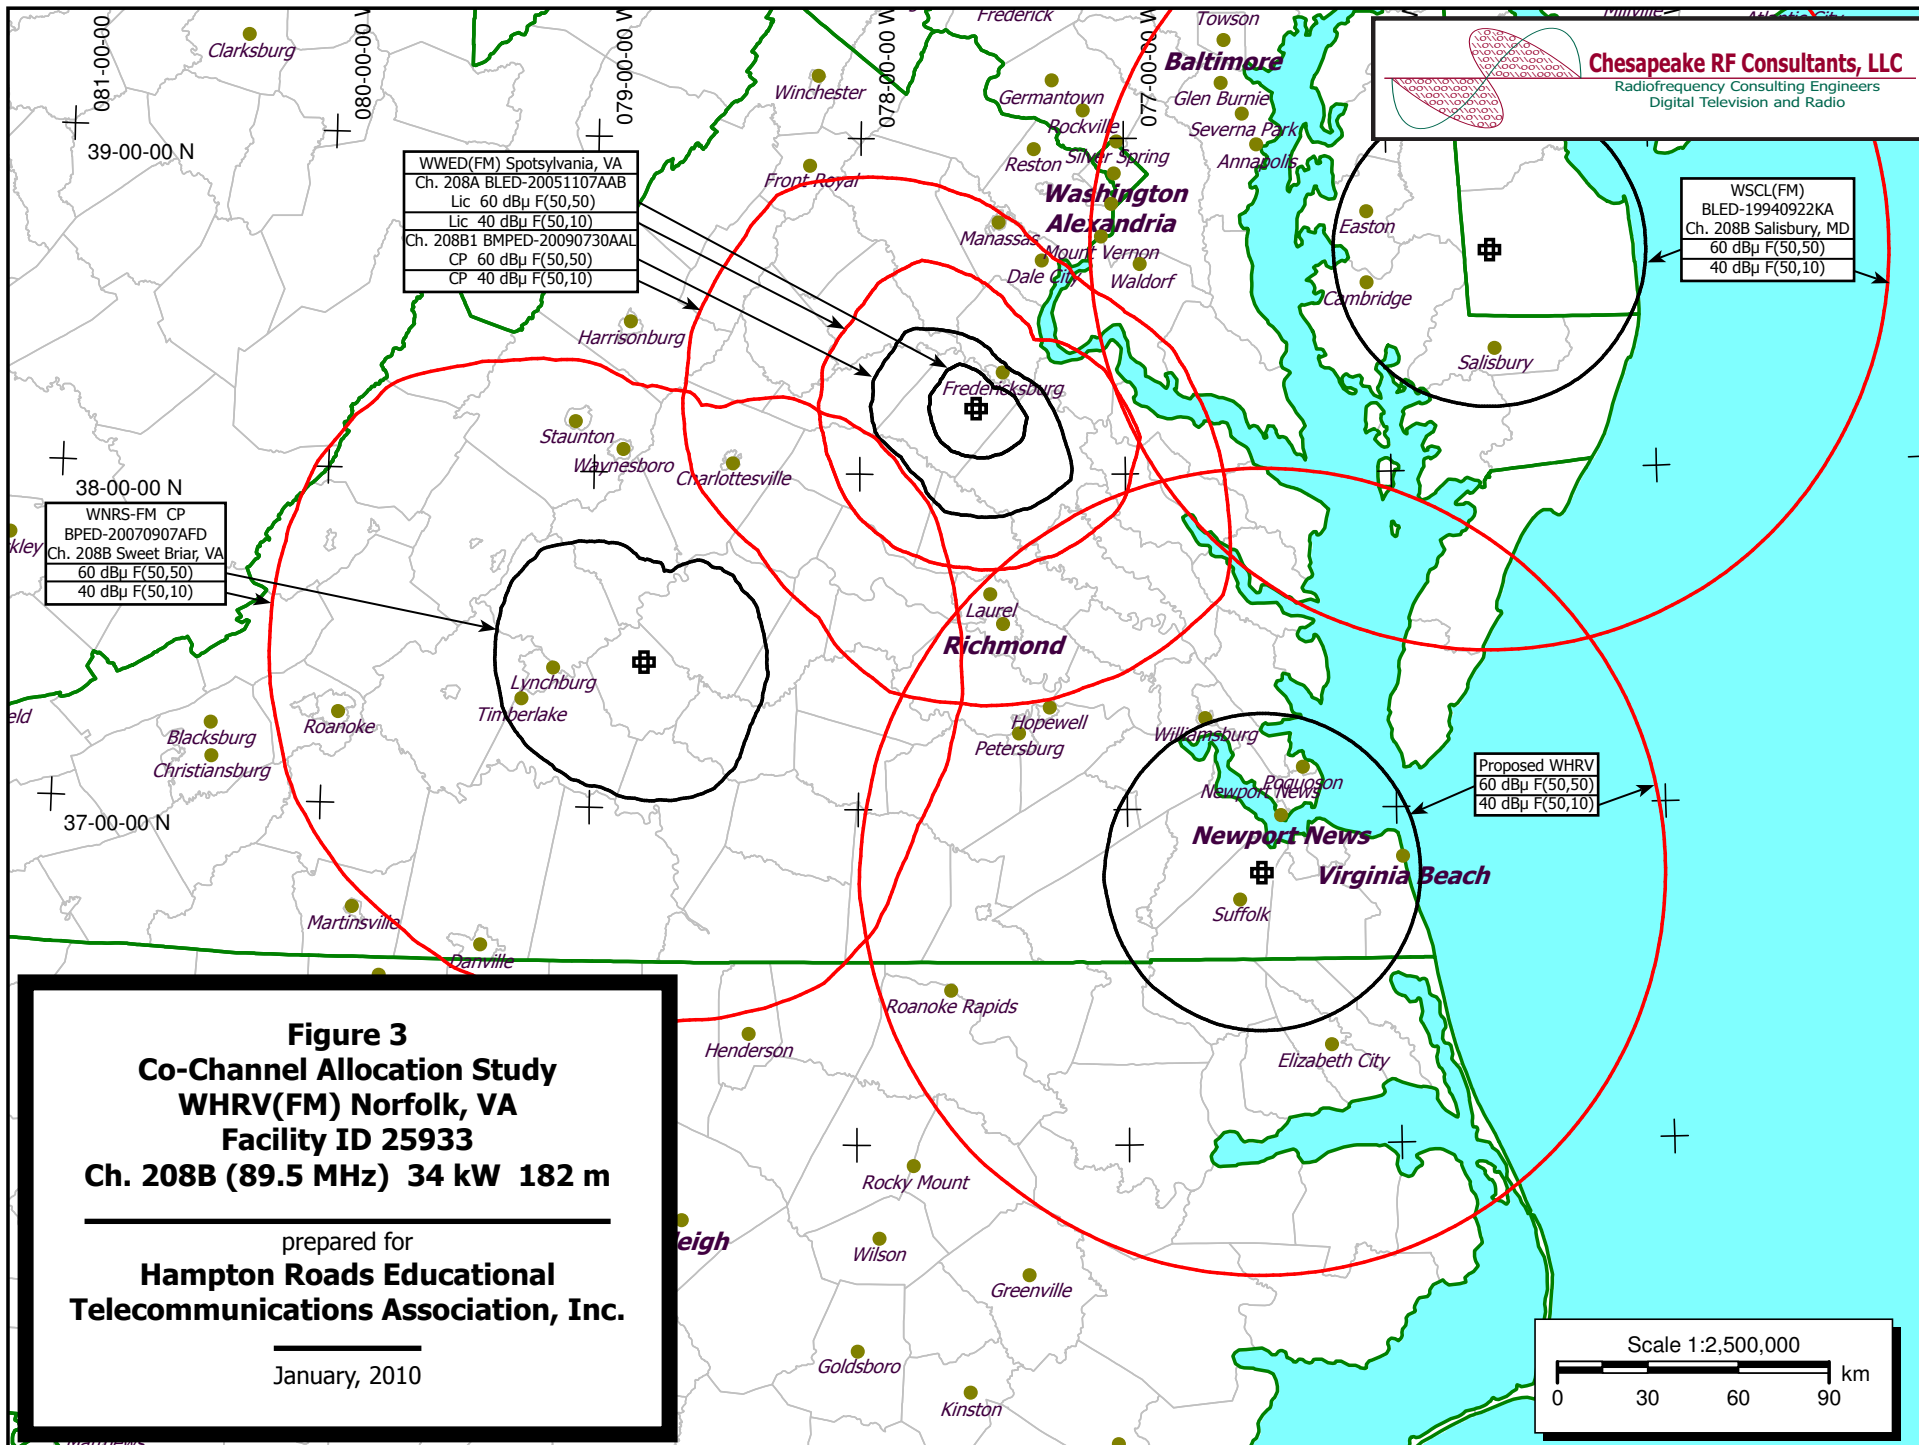 Clarksburg
081-00-00
080-00-00 W
079-00-00 W
078-00-00 W
077-00-00 W
Frederick
Towson
Millville
Atlantic City
Baltimore
Winchester
Germantown
Glen Burnie
Rockville
Severna Park
Reston
Silver Spring
Annapolis
Front Royal
Washington
Alexandria
Manassas
Mount Vernon
Dale City
Waldorf
Easton
Cambridge
Salisbury
Chesapeake RF Consultants, LLC
Radiofrequency Consulting Engineers
Digital Television and Radio
39-00-00 N
WWED(FM) Spotsylvania, VA
Ch. 208A BLED-20051107AAB
Lic 60 dBµ F(50,50)
Lic 40 dBµ F(50,10)
Ch. 208B1 BMPED-20090730AAL
CP 60 dBµ F(50,50)
CP 40 dBµ F(50,10)
WSCL(FM)
BLED-19940922KA
Ch. 208B Salisbury, MD
60 dBµ F(50,50)
40 dBµ F(50,10)
Harrisonburg
Fredericksburg
Staunton
Waynesboro
Charlottesville
38-00-00 N
WNRS-FM CP
BPED-20070907AFD
Ch. 208B Sweet Briar, VA
60 dBµ F(50,50)
40 dBµ F(50,10)
kley
Laurel
Richmond
Lynchburg
Timberlake
eld
Blacksburg
Christiansburg
Roanoke
Hopewell
Petersburg
Williamsburg
Poquoson
Newport News
Newport News
Virginia Beach
Suffolk
Proposed WHRV
60 dBµ F(50,50)
40 dBµ F(50,10)
37-00-00 N
Martinsville
Danville
Roanoke Rapids
Henderson
Elizabeth City
Rocky Mount
Wilson
leigh
Greenville
Goldsboro
Kinston
Matthews
Figure 3
Co-Channel Allocation Study
WHRV(FM) Norfolk, VA
Facility ID 25933
Ch. 208B (89.5 MHz) 34 kW 182 m
prepared for
Hampton Roads Educational
Telecommunications Association, Inc.
January, 2010
Scale 1:2,500,000
km
0 30 60 90